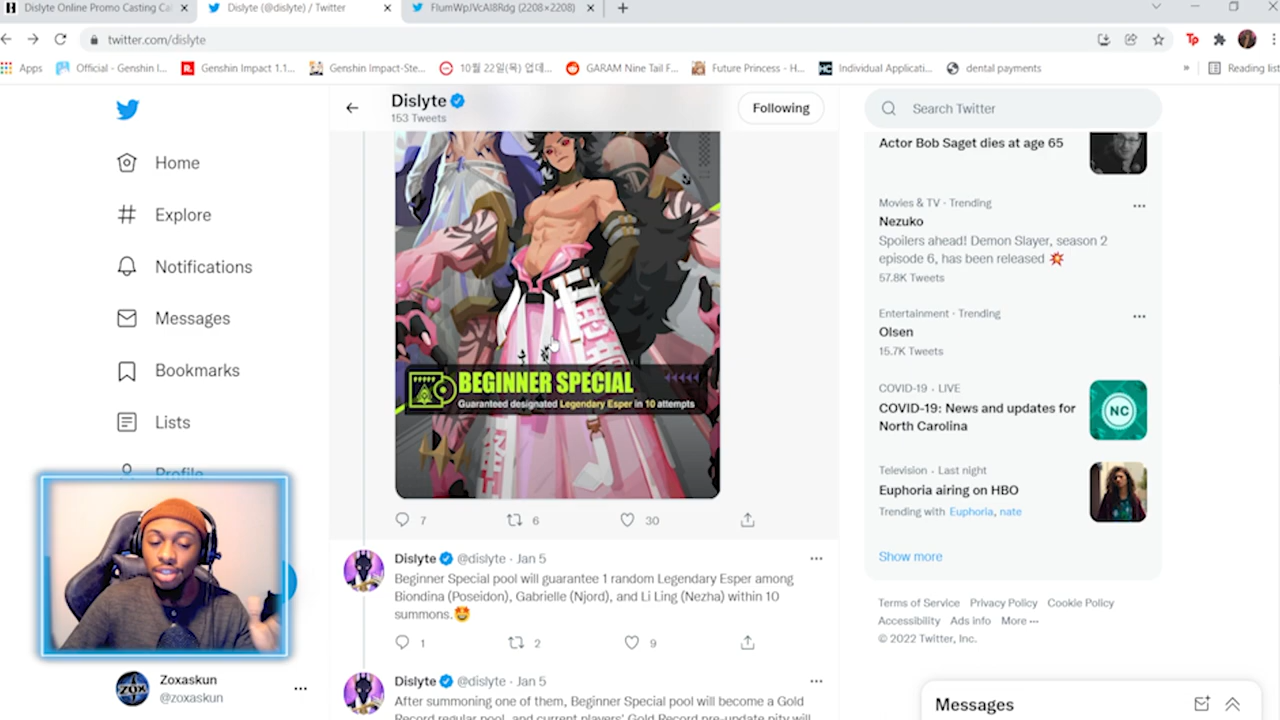 Dislyte Online Promo Casting Cal
Dislyte (@dislyte) / Twitter
FIumWpJVcAI8Rdg (2208×2208)
twitter.com/dislyte
Apps
Official - Genshin I...
Genshin Impact 1.1...
Genshin Impact-Ste...
10월 22일(목) 업데...
GARAM Nine Tail F...
Future Princess - H...
Individual Applicati...
dental payments
Reading list
Home
Explore
Notifications
Messages
Bookmarks
Lists
Profile
Zoxaskun
@zoxaskun
ZOX
Dislyte
153 Tweets
Following
BEGINNER SPECIAL
Guaranteed designated Legendary Esper in 10 attempts
7
6
30
Dislyte @dislyte · Jan 5
Beginner Special pool will guarantee 1 random Legendary Esper among
Biondina (Poseidon), Gabrielle (Njord), and Li Ling (Nezha) within 10
summons.🤩
1
2
9
Dislyte @dislyte · Jan 5
After summoning one of them, Beginner Special pool will become a Gold
Record regular pool, and current players' Gold Record pre-update pity will
Search Twitter
Actor Bob Saget dies at age 65
Movies & TV · Trending
Nezuko
Spoilers ahead! Demon Slayer, season 2
episode 6, has been released 💥
57.8K Tweets
Entertainment · Trending
Olsen
15.7K Tweets
COVID-19 · LIVE
COVID-19: News and updates for
North Carolina
NC
Television · Last night
Euphoria airing on HBO
Trending with Euphoria, nate
Show more
Terms of Service Privacy Policy Cookie Policy
Accessibility Ads info More ···
© 2022 Twitter, Inc.
Messages